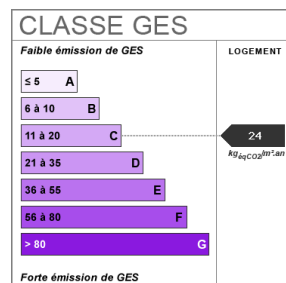 CLASSE GES
Faible émission de GES
LOGEMENT
≤ 5 A
6 à 10 B
11 à 20 C
24
kgéqCO2/m².an
21 à 35 D
36 à 55 E
56 à 80 F
> 80 G
Forte émission de GES